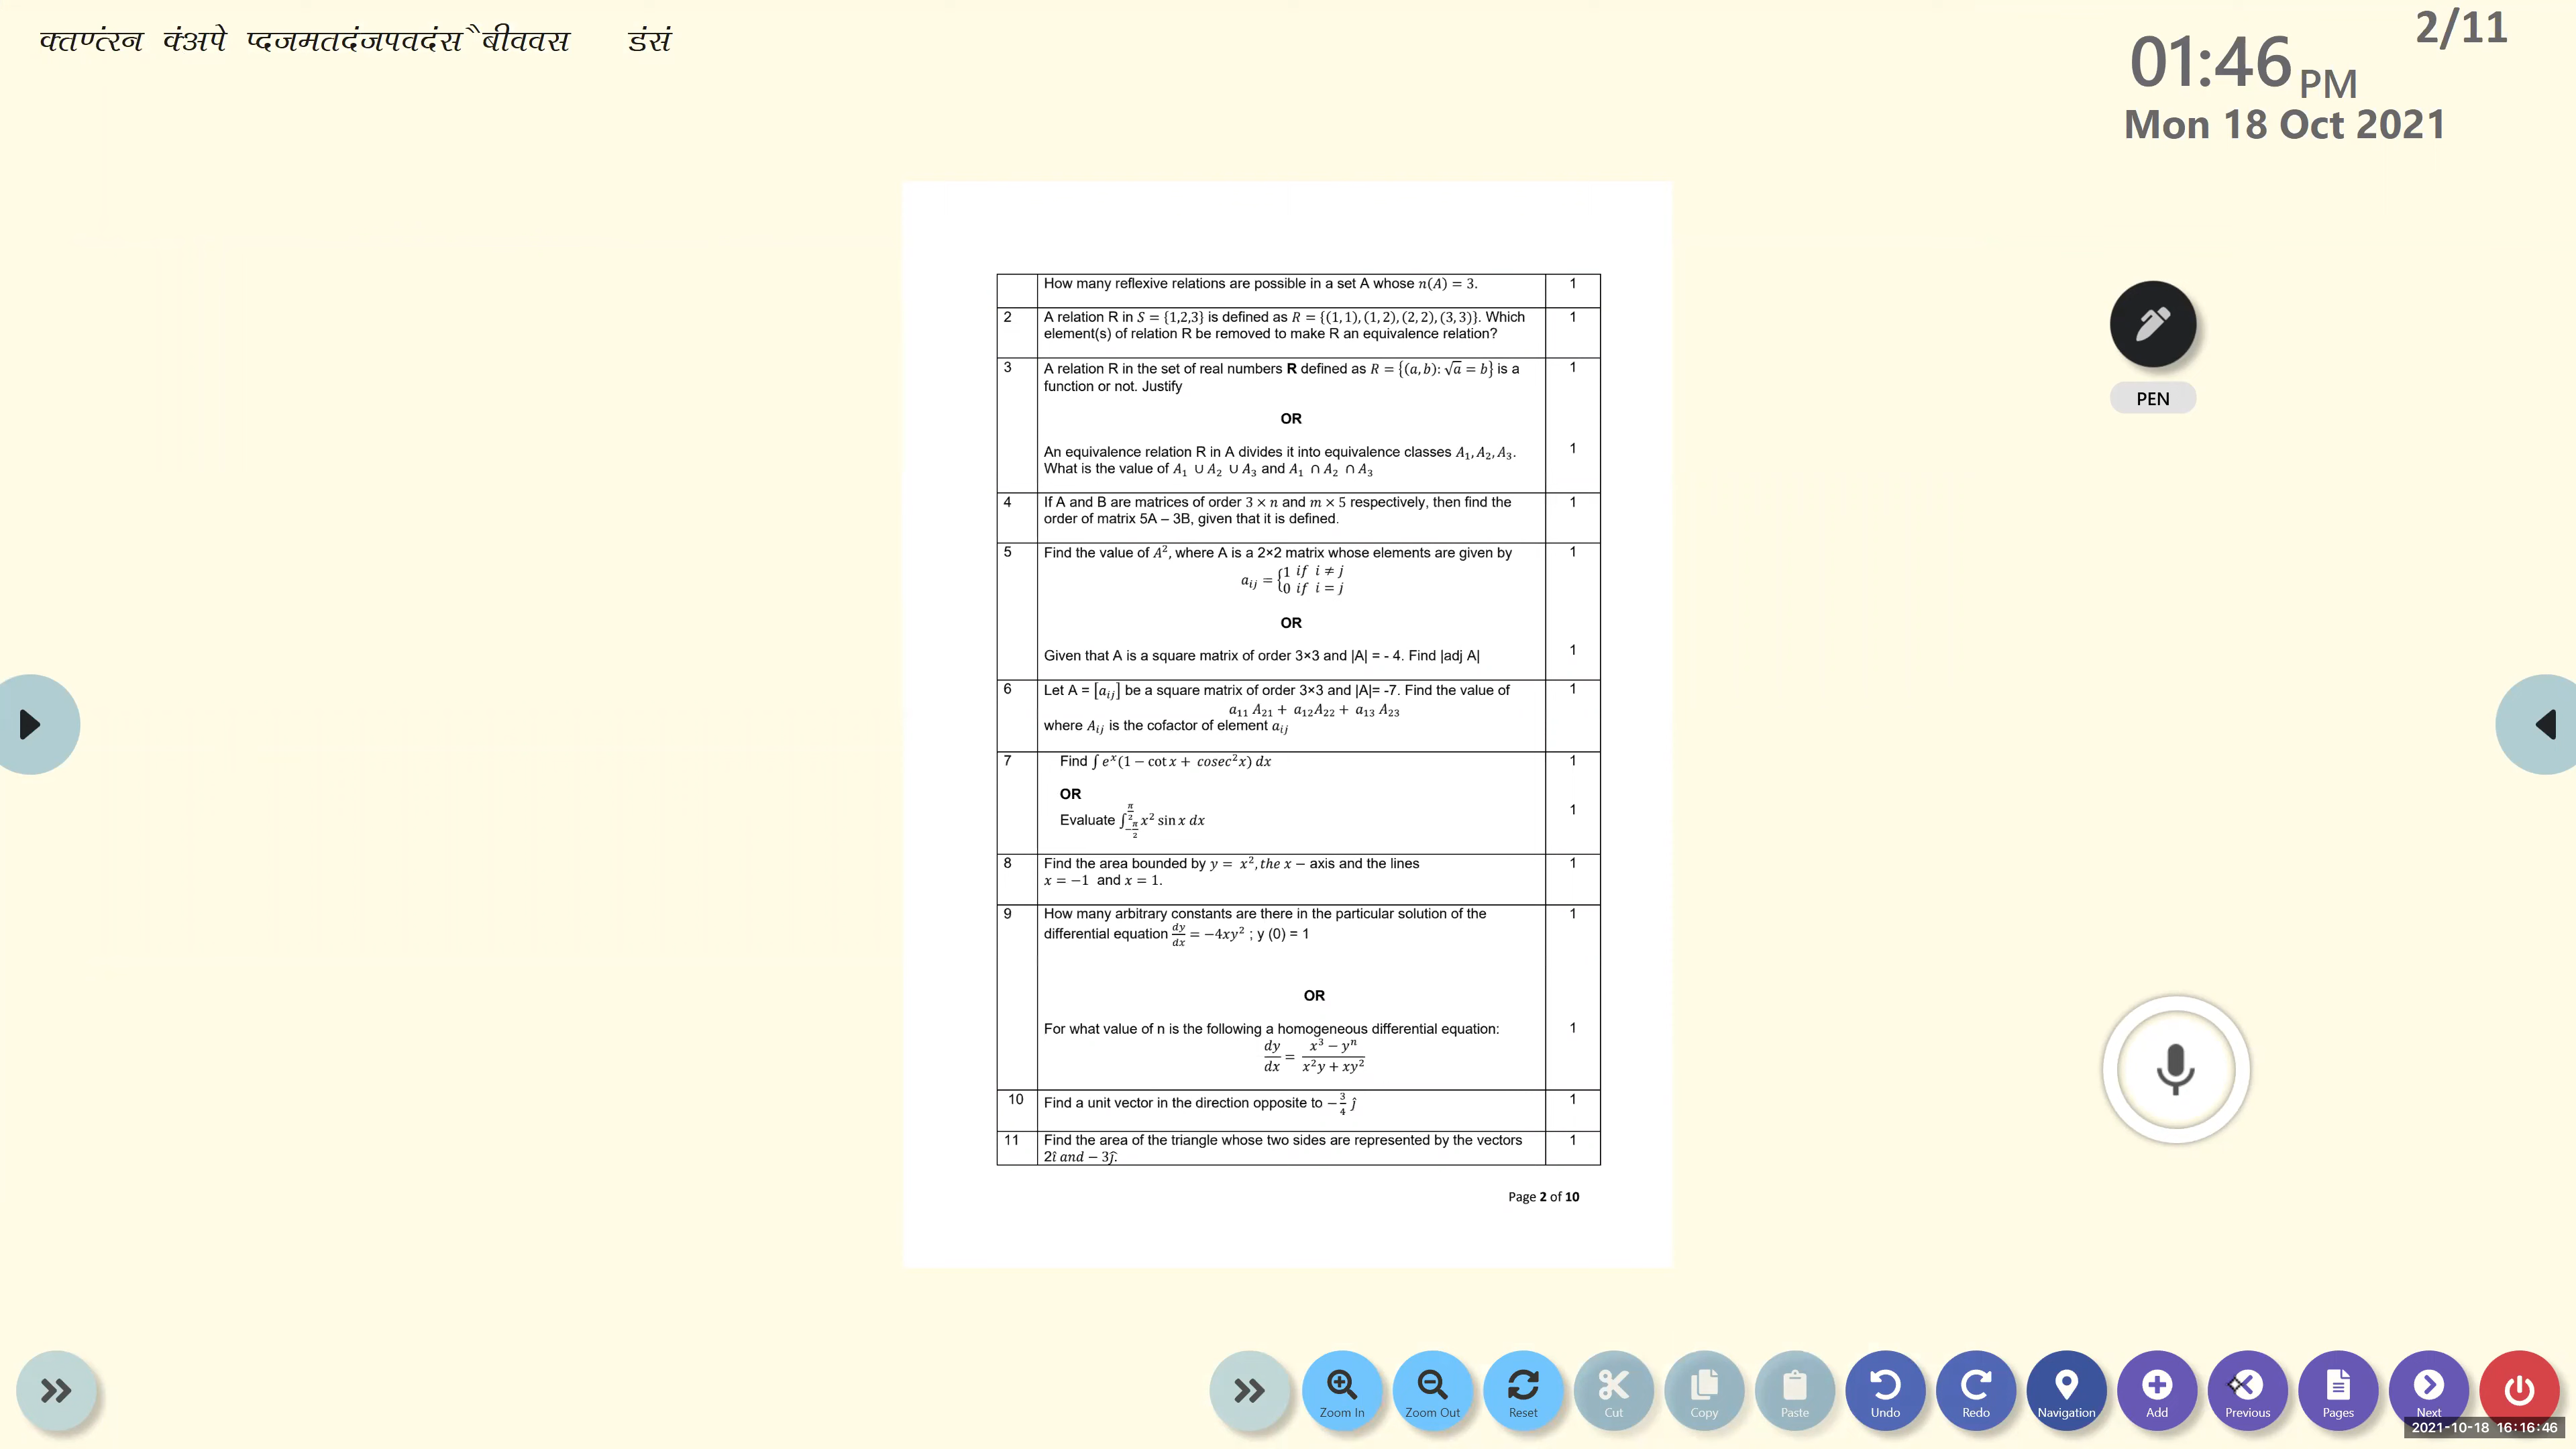 क्तण्त्ंरन क्ंअपे प्दजमतदंजपवदंस ैबीववस डंसं
2/11
01:46 PM
Mon 18 Oct 2021
How many reflexive relations are possible in a set A whose n(A) = 3. 1
2 A relation R in S = {1,2,3} is defined as R = {(1, 1), (1, 2), (2, 2), (3, 3)}. Which 1
element(s) of relation R be removed to make R an equivalence relation?
3 A relation R in the set of real numbers R defined as R = {(a, b): √a = b} is a 1
function or not. Justify
OR
An equivalence relation R in A divides it into equivalence classes A₁, A₂, A₃. 1
What is the value of A₁ ∪ A₂ ∪ A₃ and A₁ ∩ A₂ ∩ A₃
4 If A and B are matrices of order 3 × n and m × 5 respectively, then find the 1
order of matrix 5A – 3B, given that it is defined.
5 Find the value of A², where A is a 2×2 matrix whose elements are given by 1
aᵢⱼ = {1 if i ≠ j
0 if i = j
OR
Given that A is a square matrix of order 3×3 and |A| = - 4. Find |adj A| 1
6 Let A = [aᵢⱼ] be a square matrix of order 3×3 and |A|= -7. Find the value of 1
a₁₁ A₂₁ + a₁₂A₂₂ + a₁₃ A₂₃
where Aᵢⱼ is the cofactor of element aᵢⱼ
7 Find ∫ eˣ(1 − cot x + cosec²x) dx 1
OR
Evaluate ∫_{−π/2}^{π/2} x² sin x dx 1
8 Find the area bounded by y = x², the x − axis and the lines 1
x = −1 and x = 1.
9 How many arbitrary constants are there in the particular solution of the 1
differential equation dy/dx = −4xy² ; y (0) = 1
OR
For what value of n is the following a homogeneous differential equation: 1
dy/dx = (x³ − yⁿ)/(x²y + xy²)
10 Find a unit vector in the direction opposite to −3/4 ĵ 1
11 Find the area of the triangle whose two sides are represented by the vectors 1
2î and − 3ĵ.
Page 2 of 10
PEN
Zoom In Zoom Out Reset Cut Copy Paste Undo Redo Navigation Add Previous Pages Next
2021-10-18 16:16:46